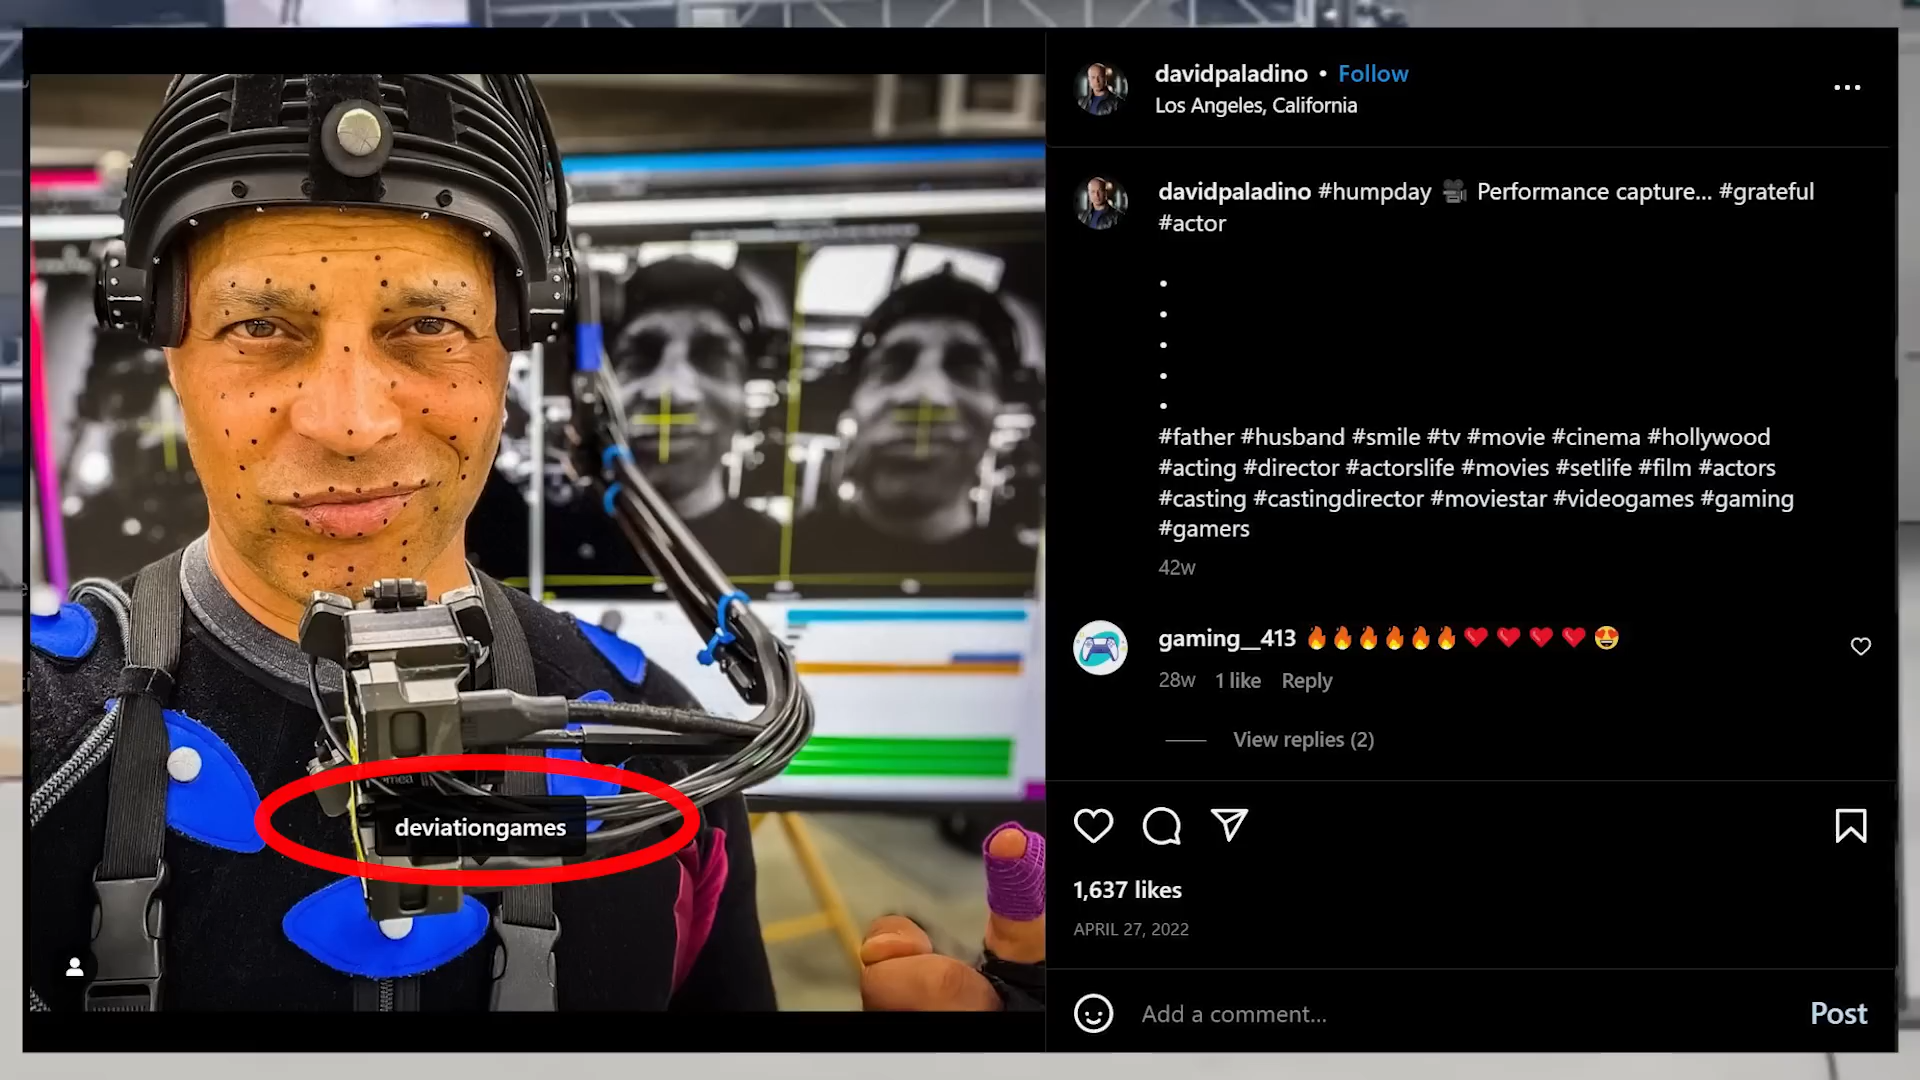 davidpaladino • Follow
Los Angeles, California
davidpaladino #humpday 🎥 Performance capture... #grateful
#actor
•
•
•
•
•
#father #husband #smile #tv #movie #cinema #hollywood
#acting #director #actorslife #movies #setlife #film #actors
#casting #castingdirector #moviestar #videogames #gaming
#gamers
42w
gaming__413 🔥🔥🔥🔥🔥🔥❤️❤️❤️❤️😍
28w 1 like Reply
View replies (2)
deviationgames
1,637 likes
APRIL 27, 2022
Add a comment...
Post